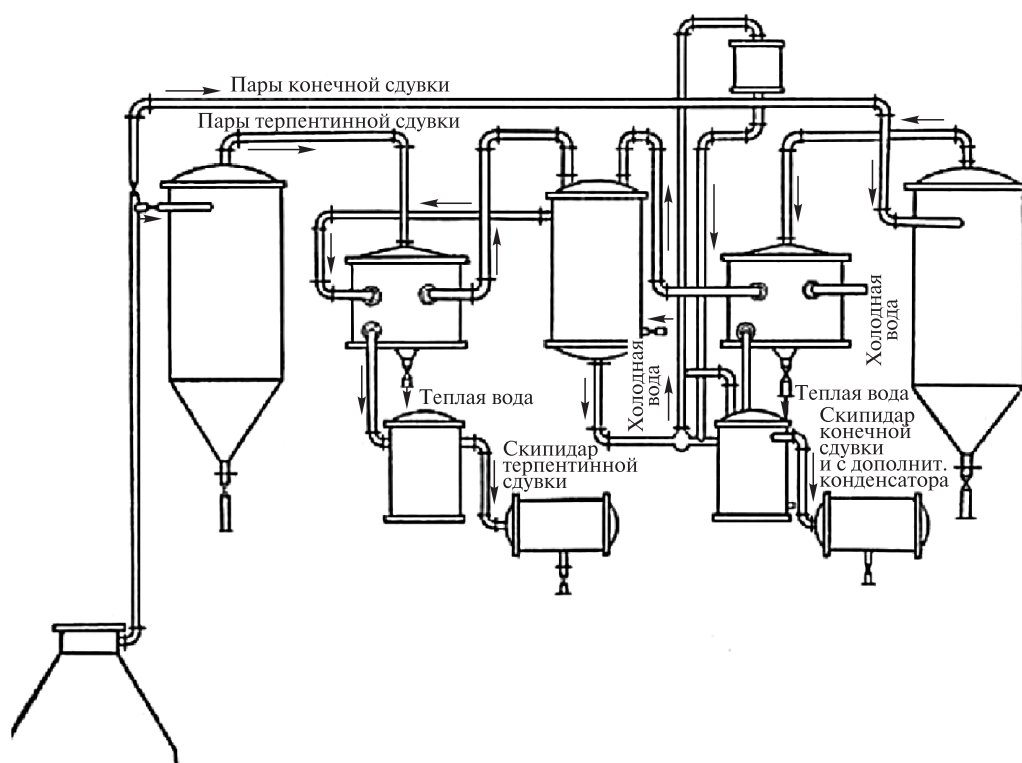 Пары конечной сдувки
Пары терпентинной сдувки
Холодная
вода
Холодная
вода
Теплая вода
Теплая вода
Скипидар
терпентинной
сдувки
Скипидар
конечной
сдувки
и с дополнит.
конденсатора